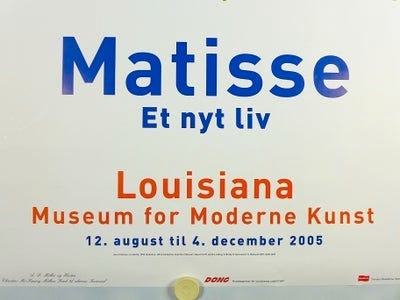 Matisse
Et nyt liv
Louisiana
Museum for Moderne Kunst
12. august til 4. december 2005
DONG